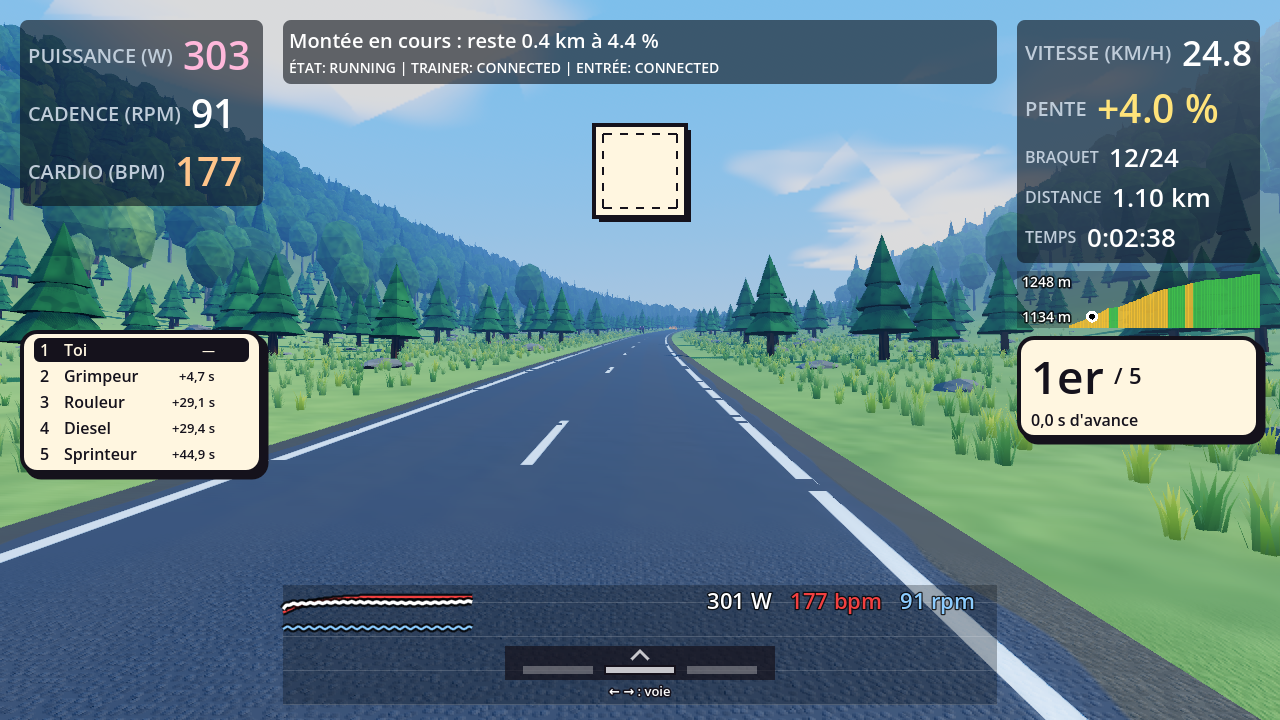 PUISSANCE (W) 303
CADENCE (RPM) 91
CARDIO (BPM) 177
Montée en cours : reste 0.4 km à 4.4 %
ÉTAT: RUNNING | TRAINER: CONNECTED | ENTRÉE: CONNECTED
VITESSE (KM/H) 24.8
PENTE +4.0 %
BRAQUET 12/24
DISTANCE 1.10 km
TEMPS 0:02:38
1248 m
1134 m
1 Toi —
2 Grimpeur +4,7 s
3 Rouleur +29,1 s
4 Diesel +29,4 s
5 Sprinteur +44,9 s
1er / 5
0,0 s d'avance
301 W 177 bpm 91 rpm
← → : voie